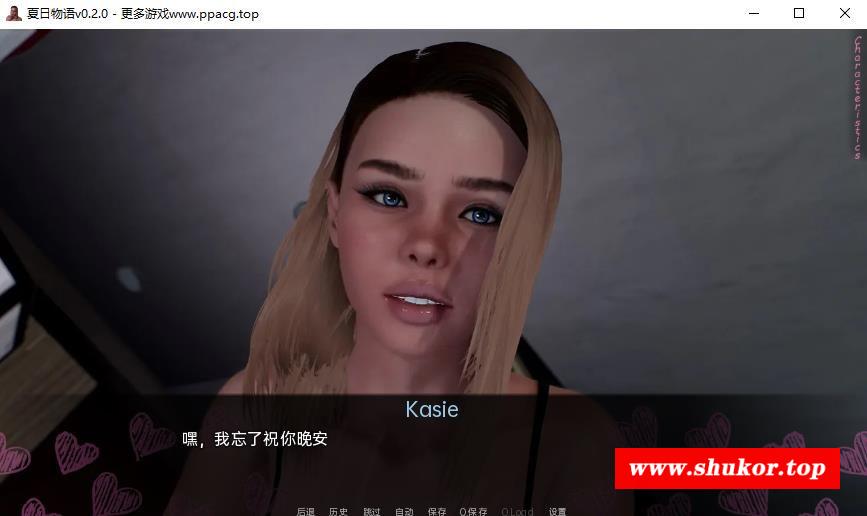 夏日物语v0.2.0 - 更多游戏www.ppacg.top
Characteristics
Kasie
嘿，我忘了祝你晚安
www.shukor.top
后退 历史 跳过 自动 保存 Q.保存 Q.Load 设置